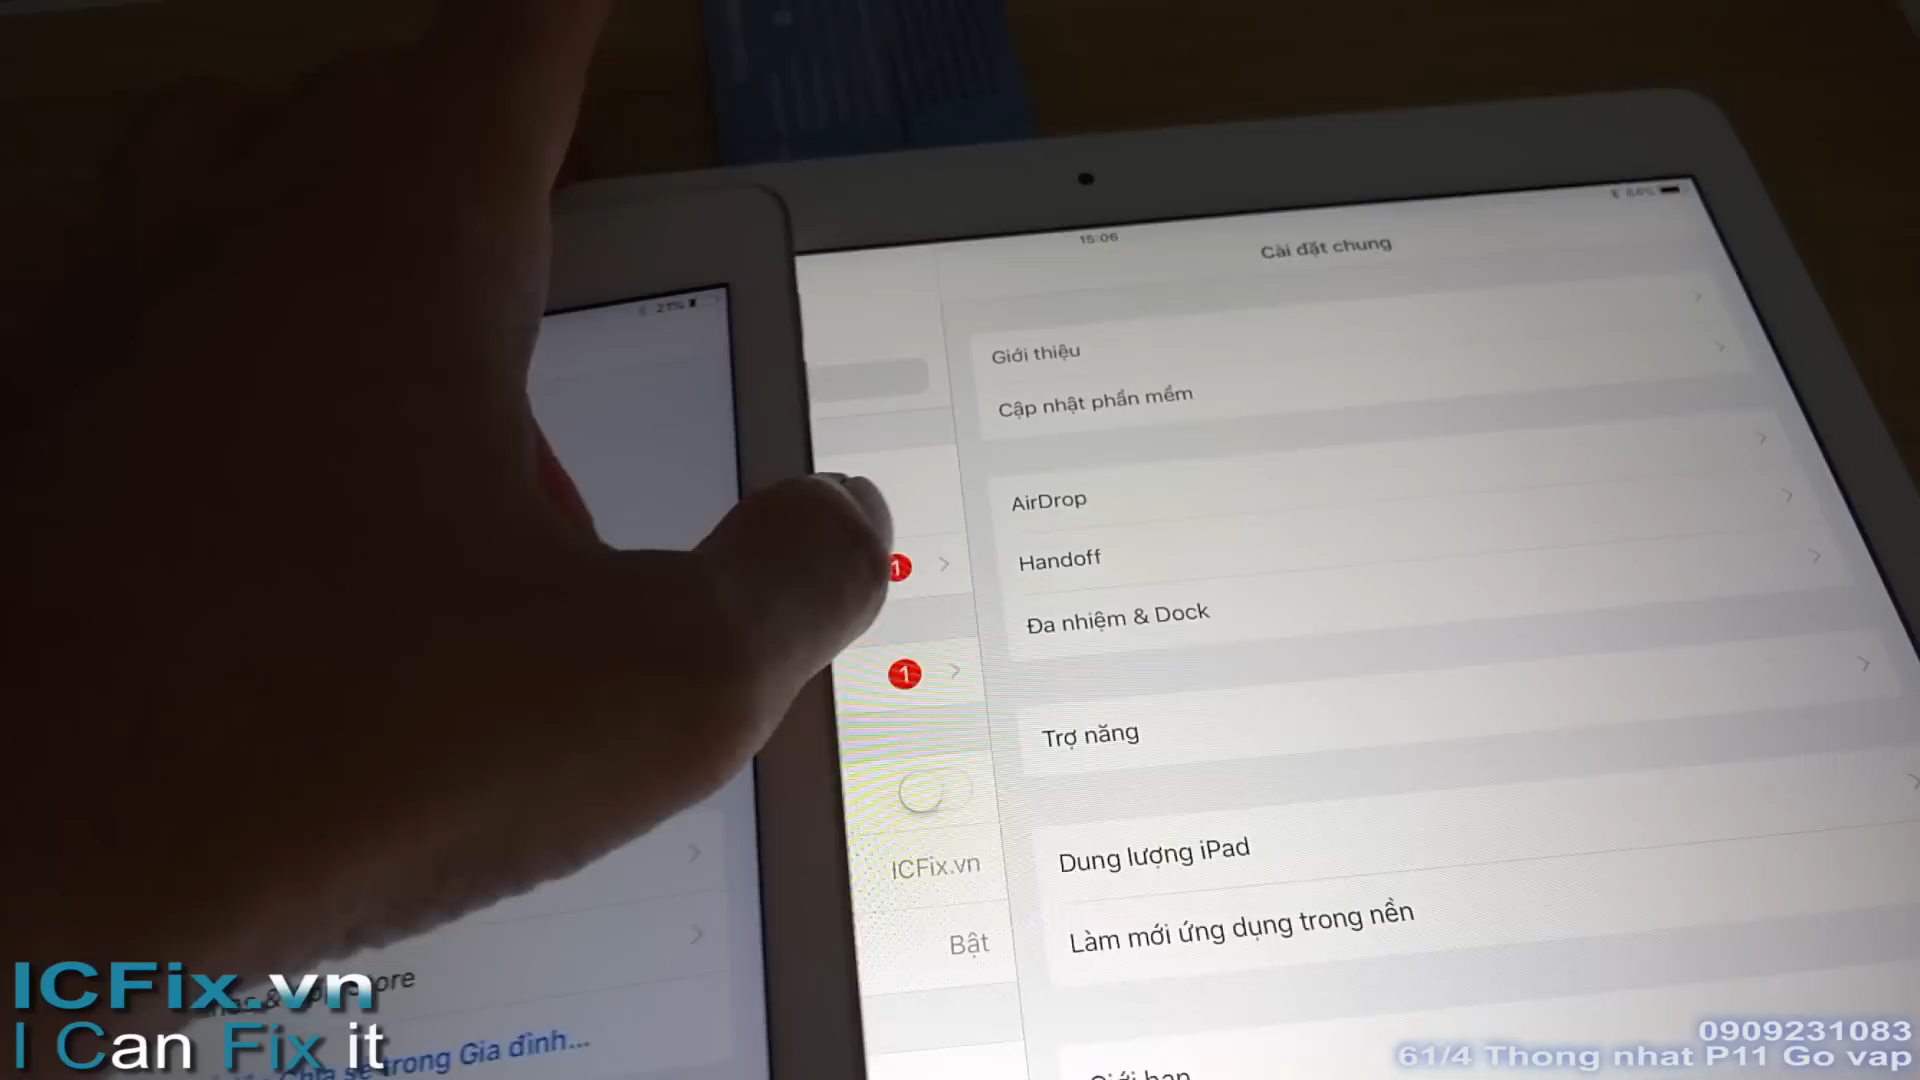 15:06
Cài đặt chung
21%
Giới thiệu
Cập nhật phần mềm
AirDrop
Handoff
Đa nhiệm & Dock
1
1
Trợ năng
Dung lượng iPad
ICFix.vn
Làm mới ứng dụng trong nền
Bật
ICFix.vn
I Can Fix it
trong Gia đình...
0909231083
61/4 Thong nhat P11 Go vap